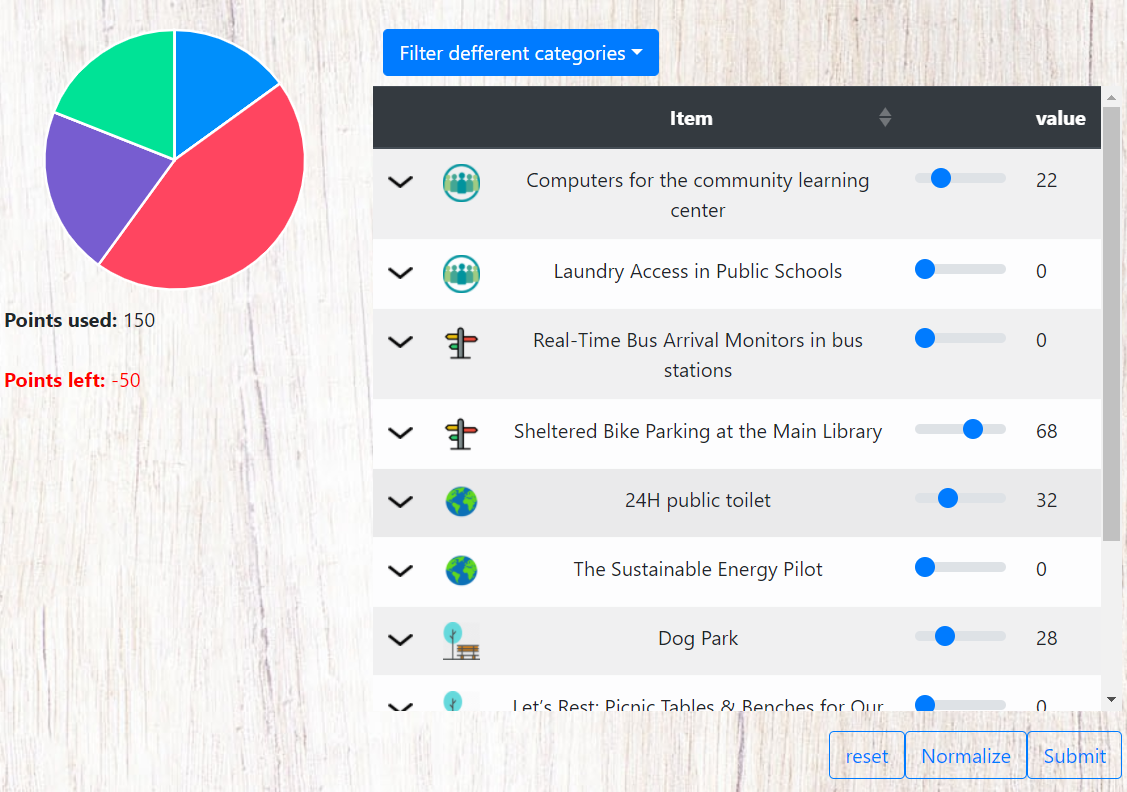 Filter defferent categories
Item value
Computers for the community learning
center
22
Laundry Access in Public Schools 0
Real-Time Bus Arrival Monitors in bus
stations
0
Sheltered Bike Parking at the Main Library 68
24H public toilet 32
The Sustainable Energy Pilot 0
Dog Park 28
Let's Rest: Picnic Tables & Benches for Our 0
Points used: 150
Points left: -50
reset Normalize Submit